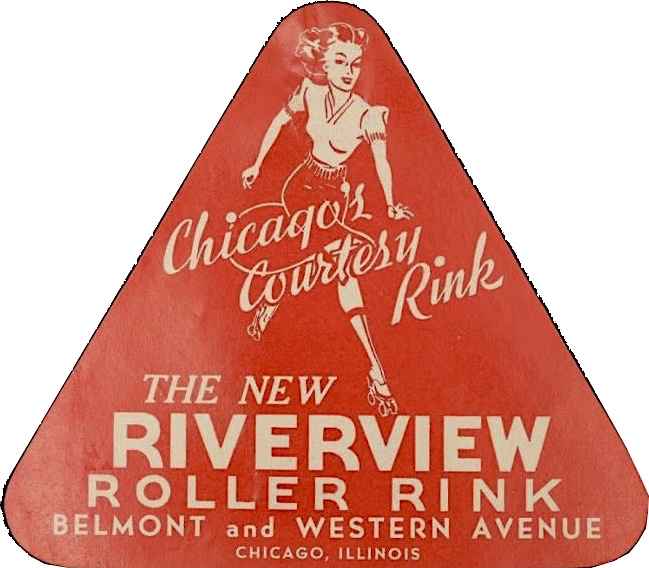 Chicago's
Courtesy
Rink
THE NEW
RIVERVIEW
ROLLER RINK
BELMONT and WESTERN AVENUE
CHICAGO, ILLINOIS